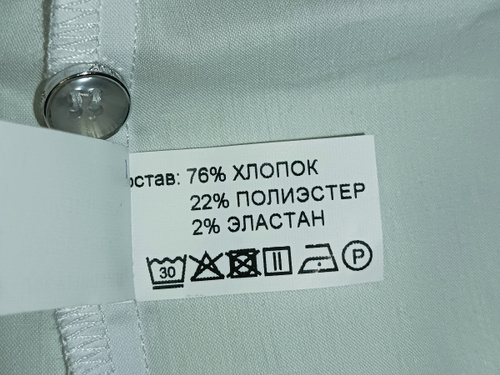 остав: 76% ХЛОПОК
22% ПОЛИЭСТЕР
2% ЭЛАСТАН
30 P